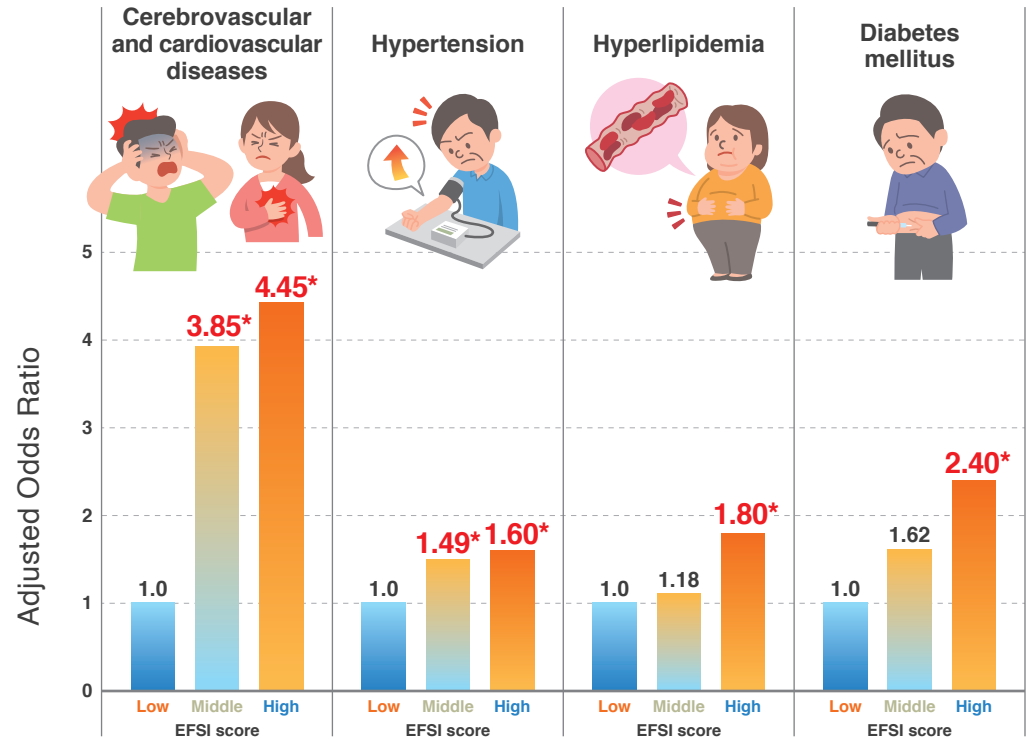 Cerebrovascular
and cardiovascular
diseases
Hypertension
Hyperlipidemia
Diabetes
mellitus
Adjusted Odds Ratio
5
4
3
2
1
0
1.0
3.85*
4.45*
1.0
1.49*
1.60*
1.0
1.18
1.80*
1.0
1.62
2.40*
Low Middle High
EFSI score
Low Middle High
EFSI score
Low Middle High
EFSI score
Low Middle High
EFSI score